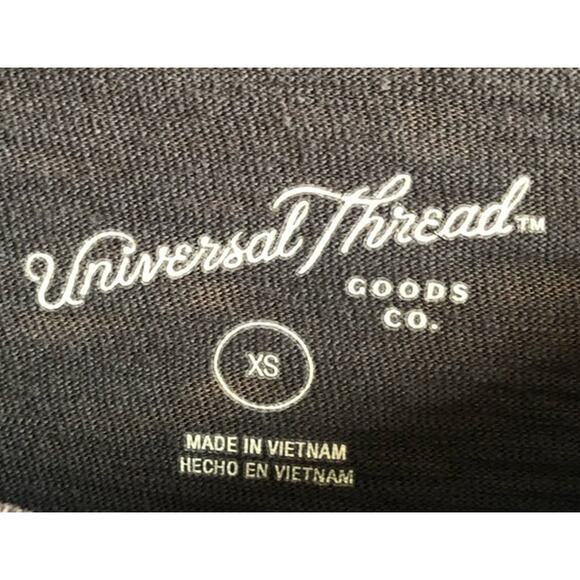 Universal Thread™
GOODS
CO.
XS
MADE IN VIETNAM
HECHO EN VIETNAM